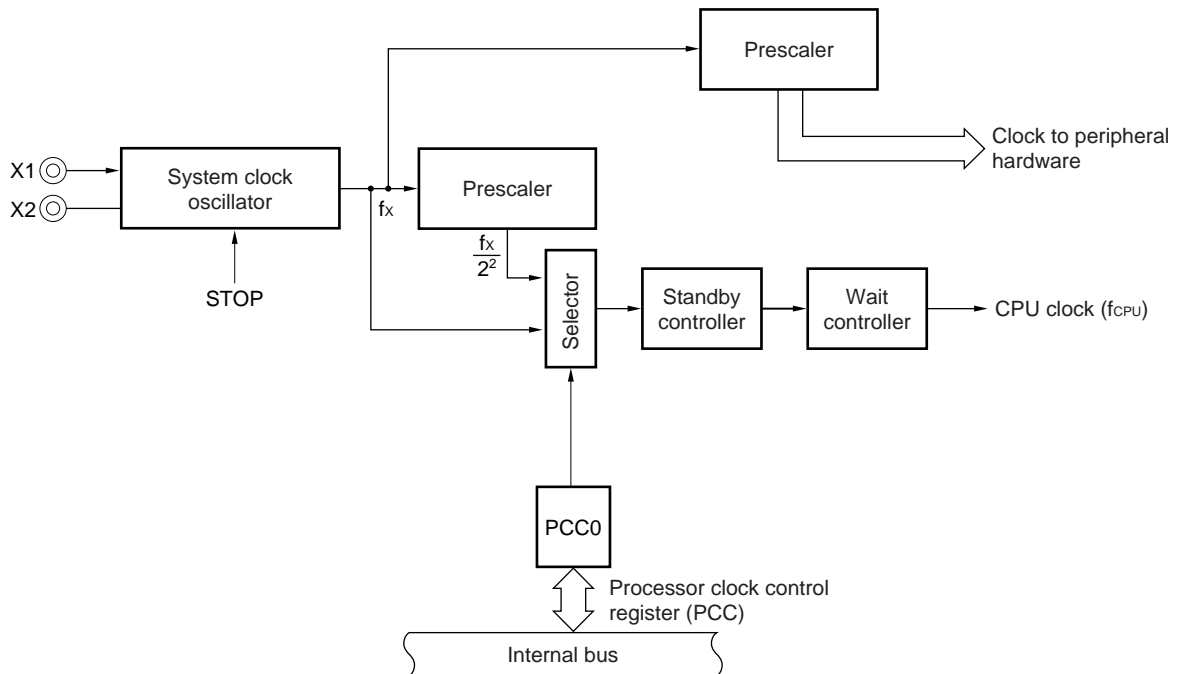 Prescaler
Clock to peripheral
hardware
X1
X2
System clock
oscillator
fX
Prescaler
fX
2²
STOP
Selector
Standby
controller
Wait
controller
CPU clock (fCPU)
PCC0
Processor clock control
register (PCC)
Internal bus